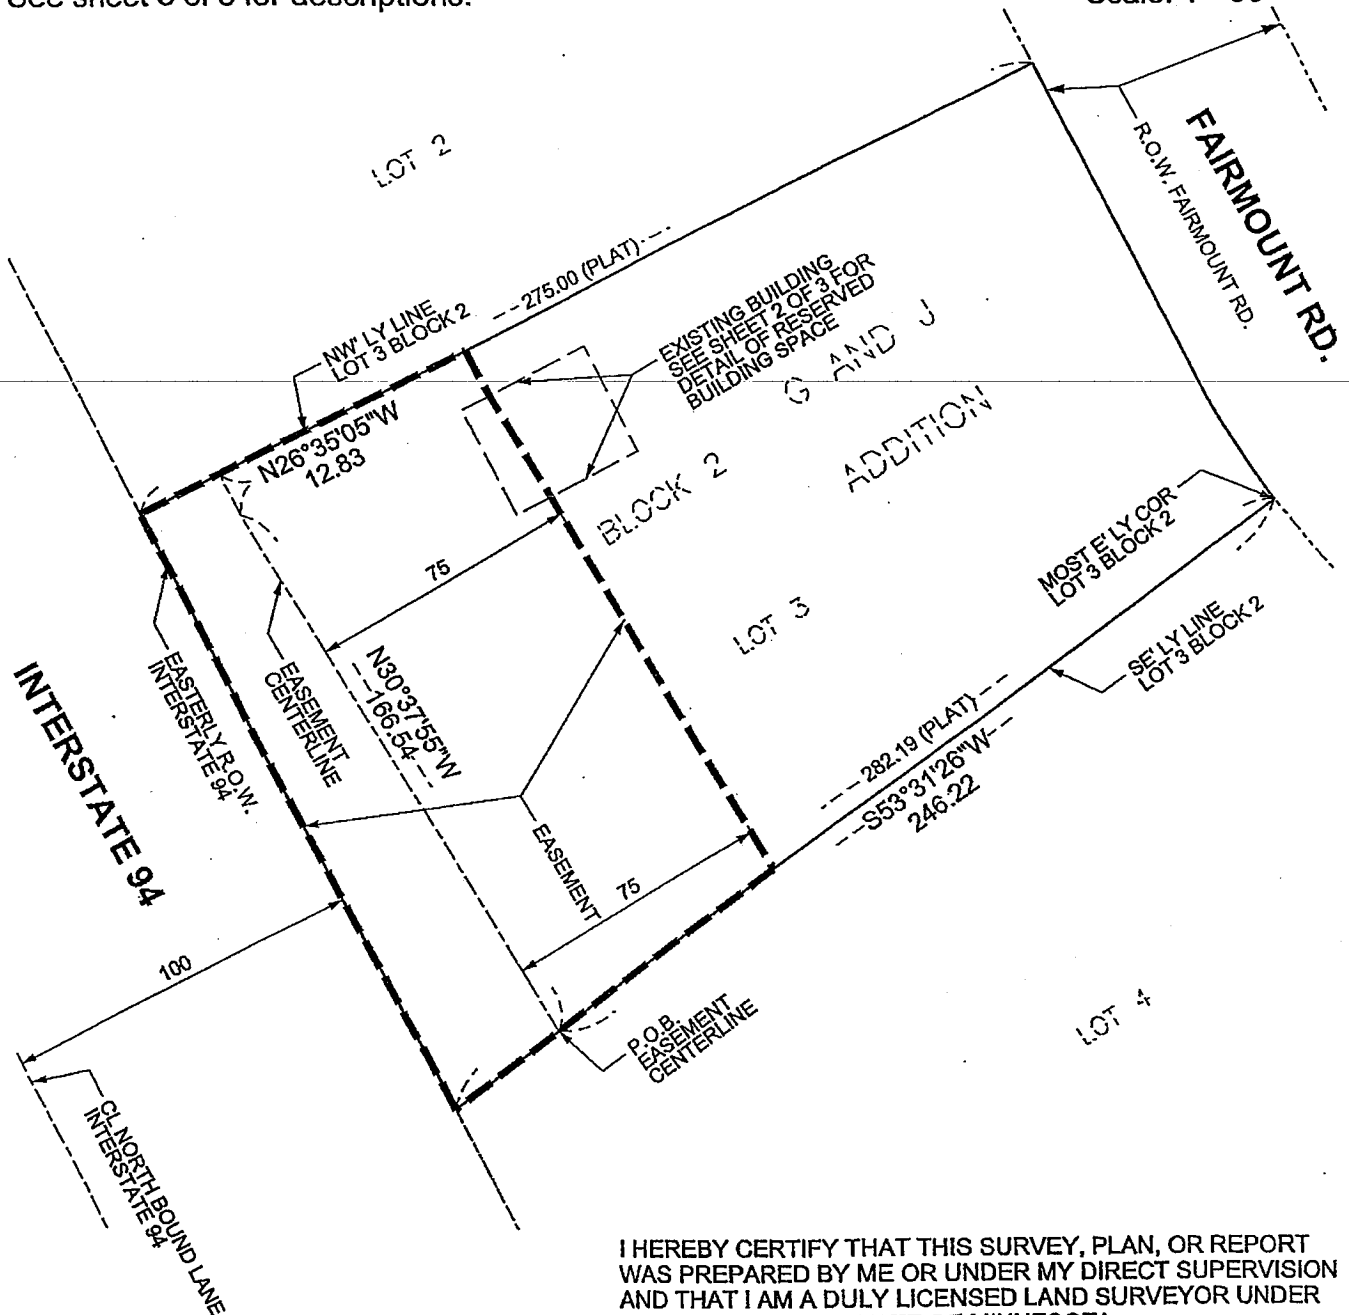 LOT 2
FAIRMOUNT RD.
R.O.W. FAIRMOUNT RD.
275.00 (PLAT)
NW'LY LINE
LOT 3 BLOCK 2
EXISTING BUILDING
SEE SHEET 2 OF 3 FOR
DETAIL OF RESERVED
BUILDING SPACE
G AND J
ADDITION
N26°35'05"W
12.83
BLOCK 2
75
MOST E'LY COR
LOT 3 BLOCK 2
LOT 3
SE'LY LINE
LOT 3 BLOCK 2
INTERSTATE 94
EASTERLY R.O.W.
INTERSTATE 94
EASEMENT
CENTERLINE
N30°37'55"W
166.54
282.19 (PLAT)
S53°31'26"W
246.22
EASEMENT
75
100
P.O.B.
EASEMENT
CENTERLINE
LOT 4
CL NORTH BOUND LANE
INTERSTATE 94
I HEREBY CERTIFY THAT THIS SURVEY, PLAN, OR REPORT
WAS PREPARED BY ME OR UNDER MY DIRECT SUPERVISION
AND THAT I AM A DULY LICENSED LAND SURVEYOR UNDER